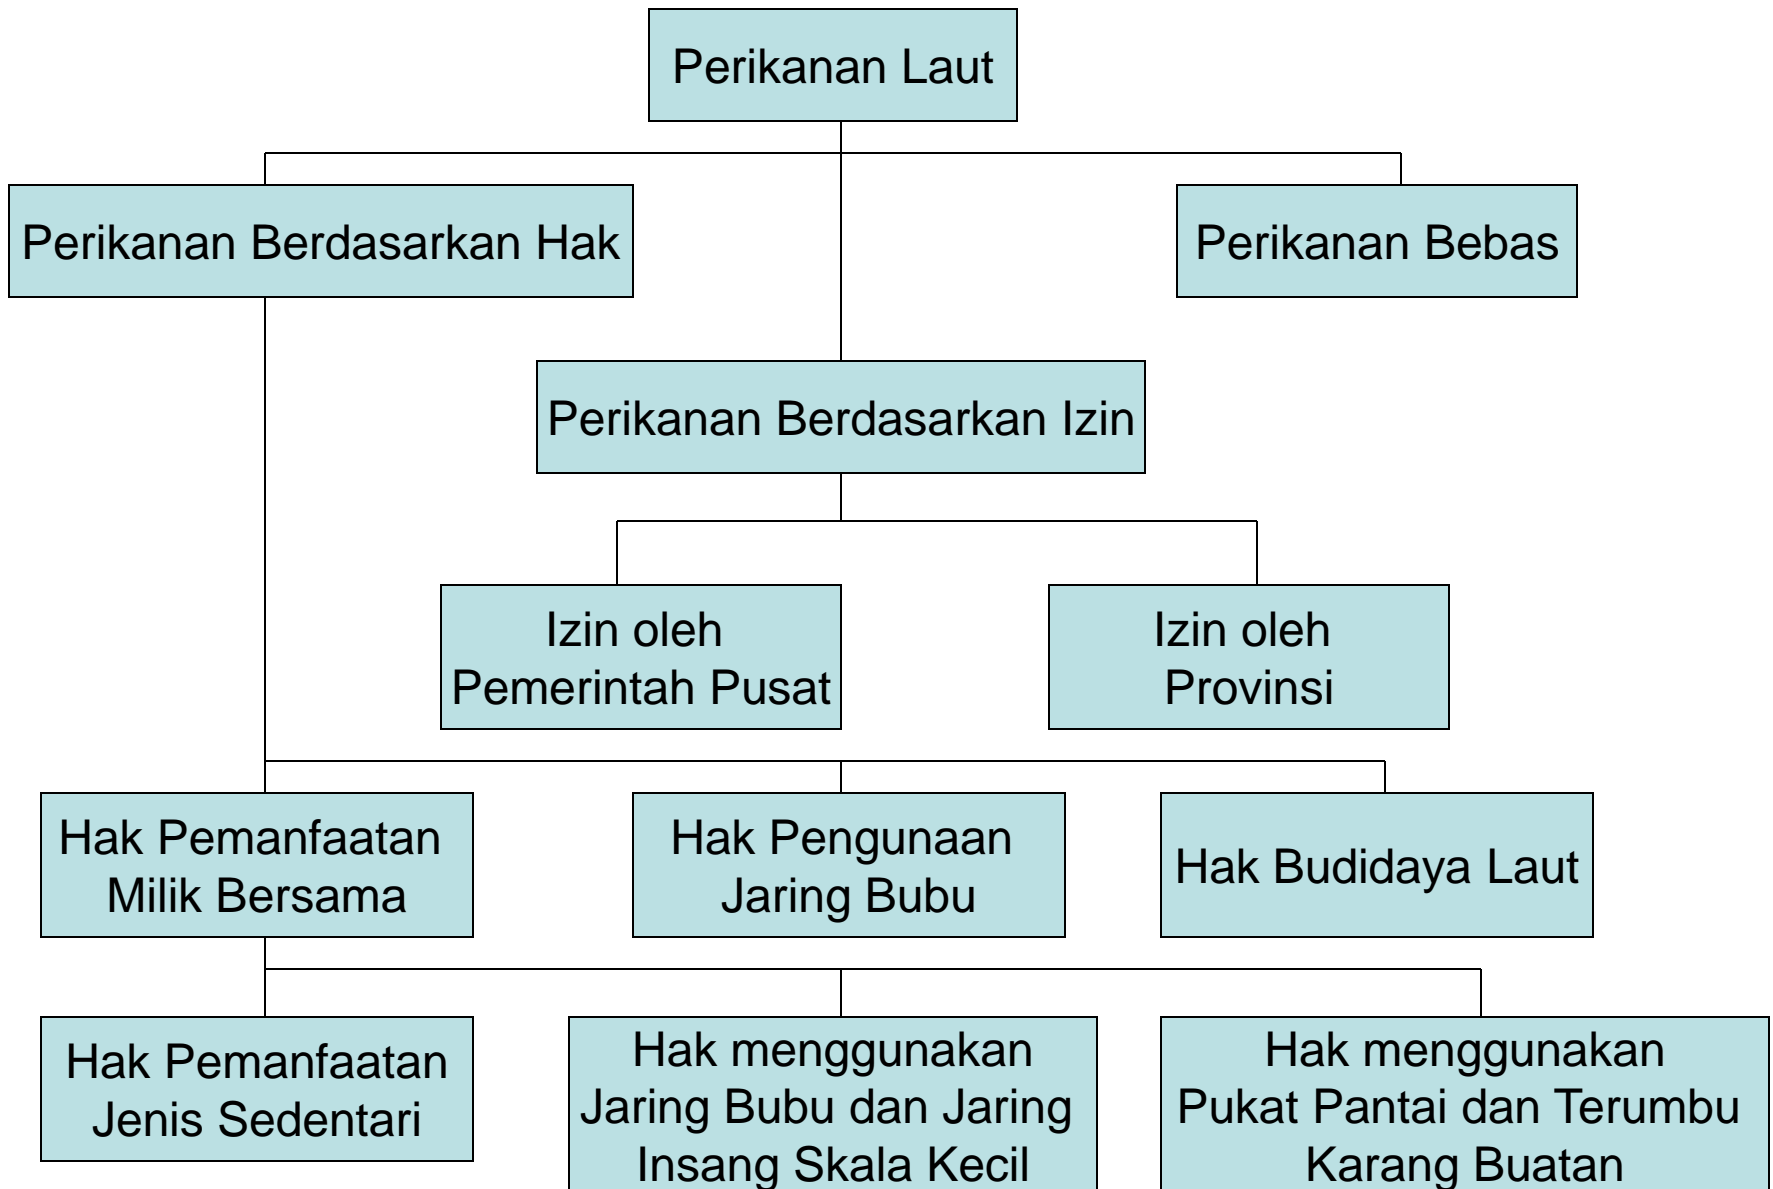 Perikanan Laut
Perikanan Berdasarkan Hak
Perikanan Bebas
Perikanan Berdasarkan Izin
Izin oleh
Pemerintah Pusat
Izin oleh
Provinsi
Hak Pemanfaatan
Milik Bersama
Hak Pengunaan
Jaring Bubu
Hak Budidaya Laut
Hak Pemanfaatan
Jenis Sedentari
Hak menggunakan
Jaring Bubu dan Jaring
Insang Skala Kecil
Hak menggunakan
Pukat Pantai dan Terumbu
Karang Buatan